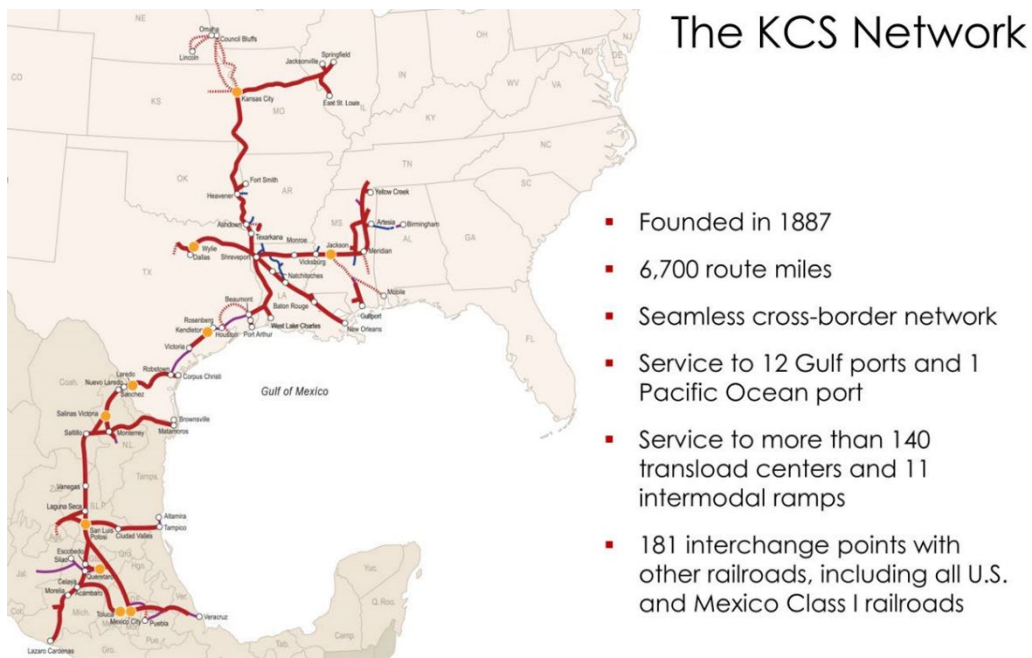 The KCS Network
▪ Founded in 1887
▪ 6,700 route miles
▪ Seamless cross-border network
▪ Service to 12 Gulf ports and 1
Pacific Ocean port
▪ Service to more than 140
transload centers and 11
intermodal ramps
▪ 181 interchange points with
other railroads, including all U.S.
and Mexico Class I railroads
NE
OH
NJ
MD
DE
CO
IN
WV
VA
KS
MO
IL
KY
NC
TN
OK
AR
SC
MS
AL
GA
TX
LA
FL
Omaha
Council Bluffs
Lincoln
Springfield
Jacksonville
East St. Louis
Kansas City
Fort Smith
Heavener
Yellow Creek
Ashdown
Texarkana
Artesia
Birmingham
Wylie
Dallas
Monroe
Jackson
Shreveport
Vicksburg
Meridian
Natchitoches
Beaumont
Baton Rouge
Mobile
Rosenberg
Kendleton
Houston
Port Arthur
West Lake Charles
Gulfport
New Orleans
Victoria
Robstown
Corpus Christi
Laredo
Nuevo Laredo
Sanchez
Coah.
Gulf of Mexico
Salinas Victoria
Brownsville
Saltillo
Monterrey
Matamoros
N.L.
Tamps.
Vanegas
Laguna Seca
S.L.P.
Altamira
San Luis
Potosi
Ciudad Valles
Tampico
Escobedo
Silao
Qro.
Hgo.
Queretaro
Jal.
Celaya
Morelia
Acambaro
Ver.
Yuc.
Col.
Mich.
Toluca
Mexico City
Puebla
Veracruz
Q. Roo.
Camp.
Pue.
Tab.
Lazaro Cardenas
Gro.